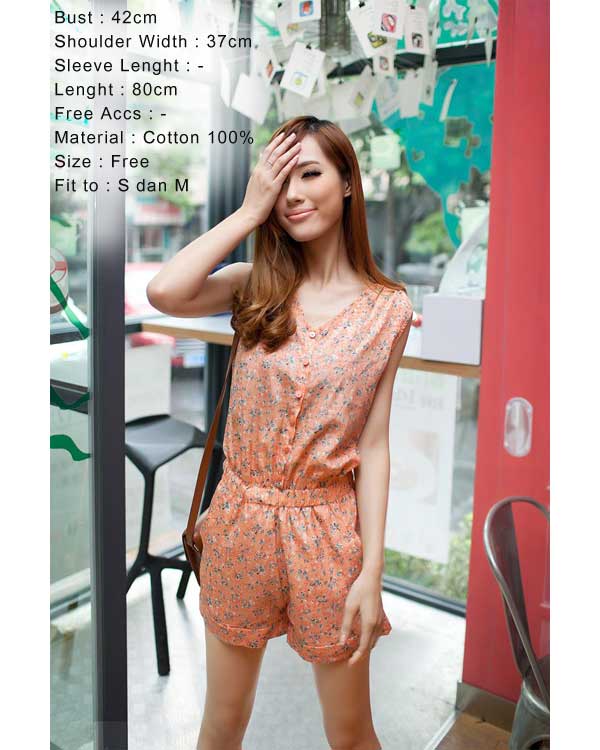 Bust : 42cm
Shoulder Width : 37cm
Sleeve Lenght : -
Lenght : 80cm
Free Accs : -
Material : Cotton 100%
Size : Free
Fit to : S dan M